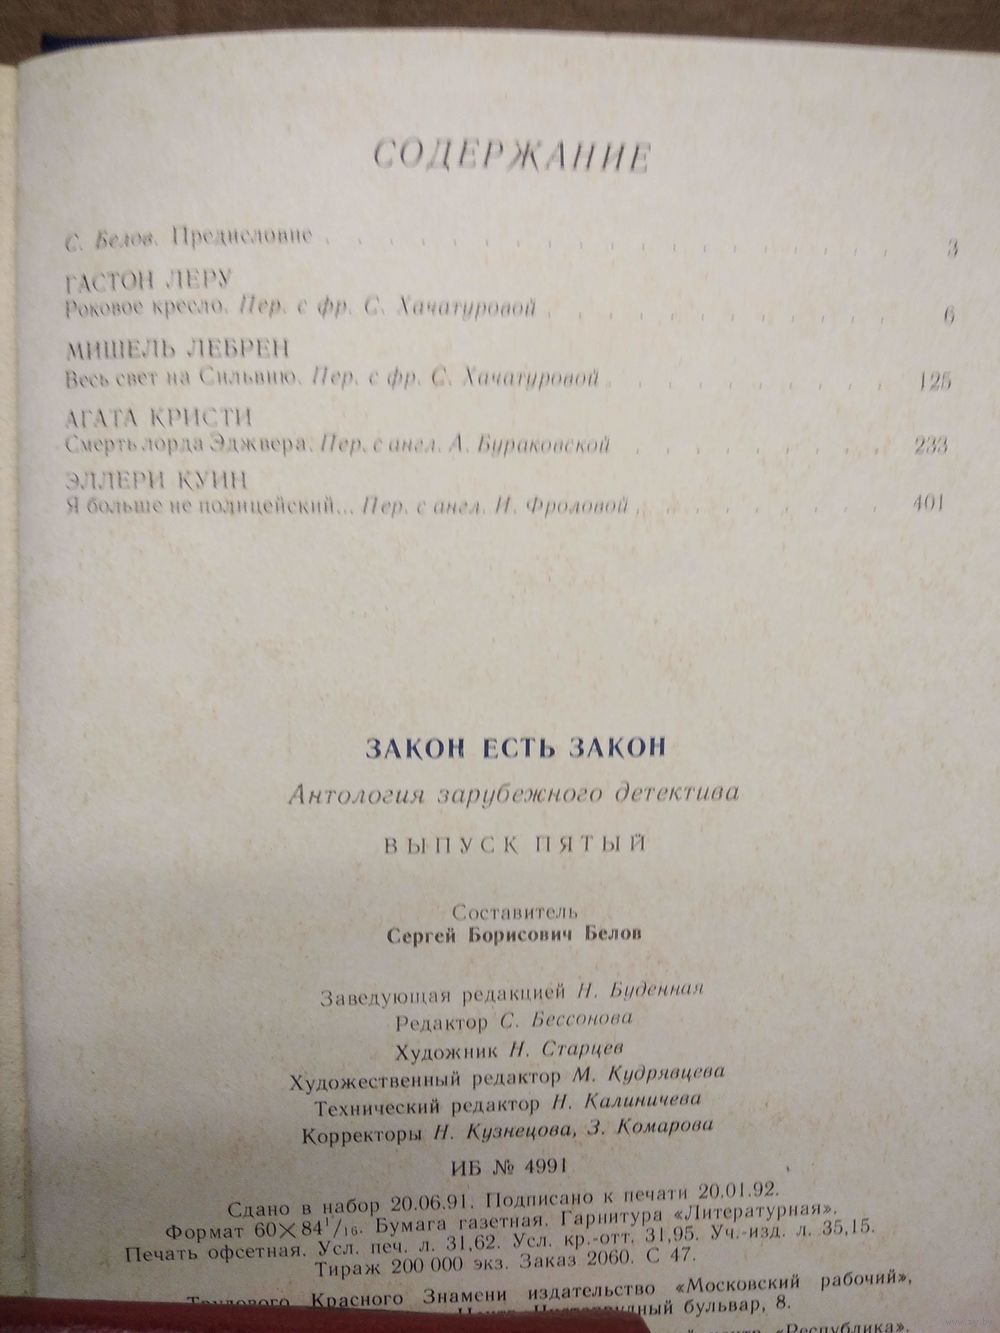 СОДЕРЖАНИЕ
С. Белов. Предисловие . . . . . . . . . . . . . . . . . . 3
ГАСТОН ЛЕРУ
Роковое кресло. Пер. с фр. С. Хачатуровой . . . . . . . . . . . 6
МИШЕЛЬ ЛЕБРЕН
Весь свет на Сильвию. Пер. с фр. С. Хачатуровой . . . . . . . . . 125
АГАТА КРИСТИ
Смерть лорда Эджвера. Пер. с англ. А. Бураковской . . . . . . . . 233
ЭЛЛЕРИ КУИН
Я больше не полицейский... Пер. с англ. И. Фроловой . . . . . . . . 401
ЗАКОН ЕСТЬ ЗАКОН
Антология зарубежного детектива
ВЫПУСК ПЯТЫЙ
Составитель
Сергей Борисович Белов
Заведующая редакцией Н. Буденная
Редактор С. Бессонова
Художник Н. Старцев
Художественный редактор М. Кудрявцева
Технический редактор Н. Калиничева
Корректоры Н. Кузнецова, З. Комарова
ИБ № 4991
Сдано в набор 20.06.91. Подписано к печати 20.01.92.
Формат 60×84 1/16. Бумага газетная. Гарнитура «Литературная».
Печать офсетная. Усл. печ. л. 31,62. Усл. кр.-отт. 31,95. Уч.-изд. л. 35,15.
Тираж 200 000 экз. Заказ 2060. С 47.
Трудового Красного Знамени издательство «Московский рабочий»,
бульвар, 8.
«Республика».